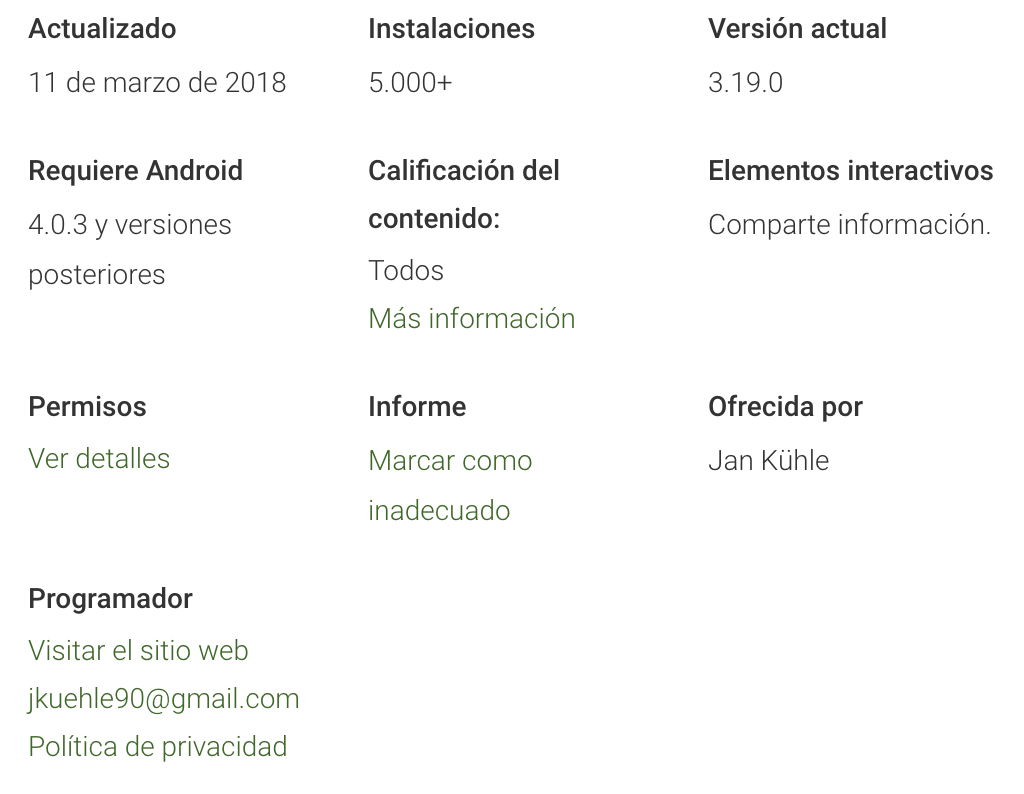 Actualizado
11 de marzo de 2018
Instalaciones
5.000+
Versión actual
3.19.0
Requiere Android
4.0.3 y versiones
posteriores
Calificación del
contenido:
Todos
Más información
Elementos interactivos
Comparte información.
Permisos
Ver detalles
Informe
Marcar como
inadecuado
Ofrecida por
Jan Kühle
Programador
Visitar el sitio web
jkuehle90@gmail.com
Política de privacidad